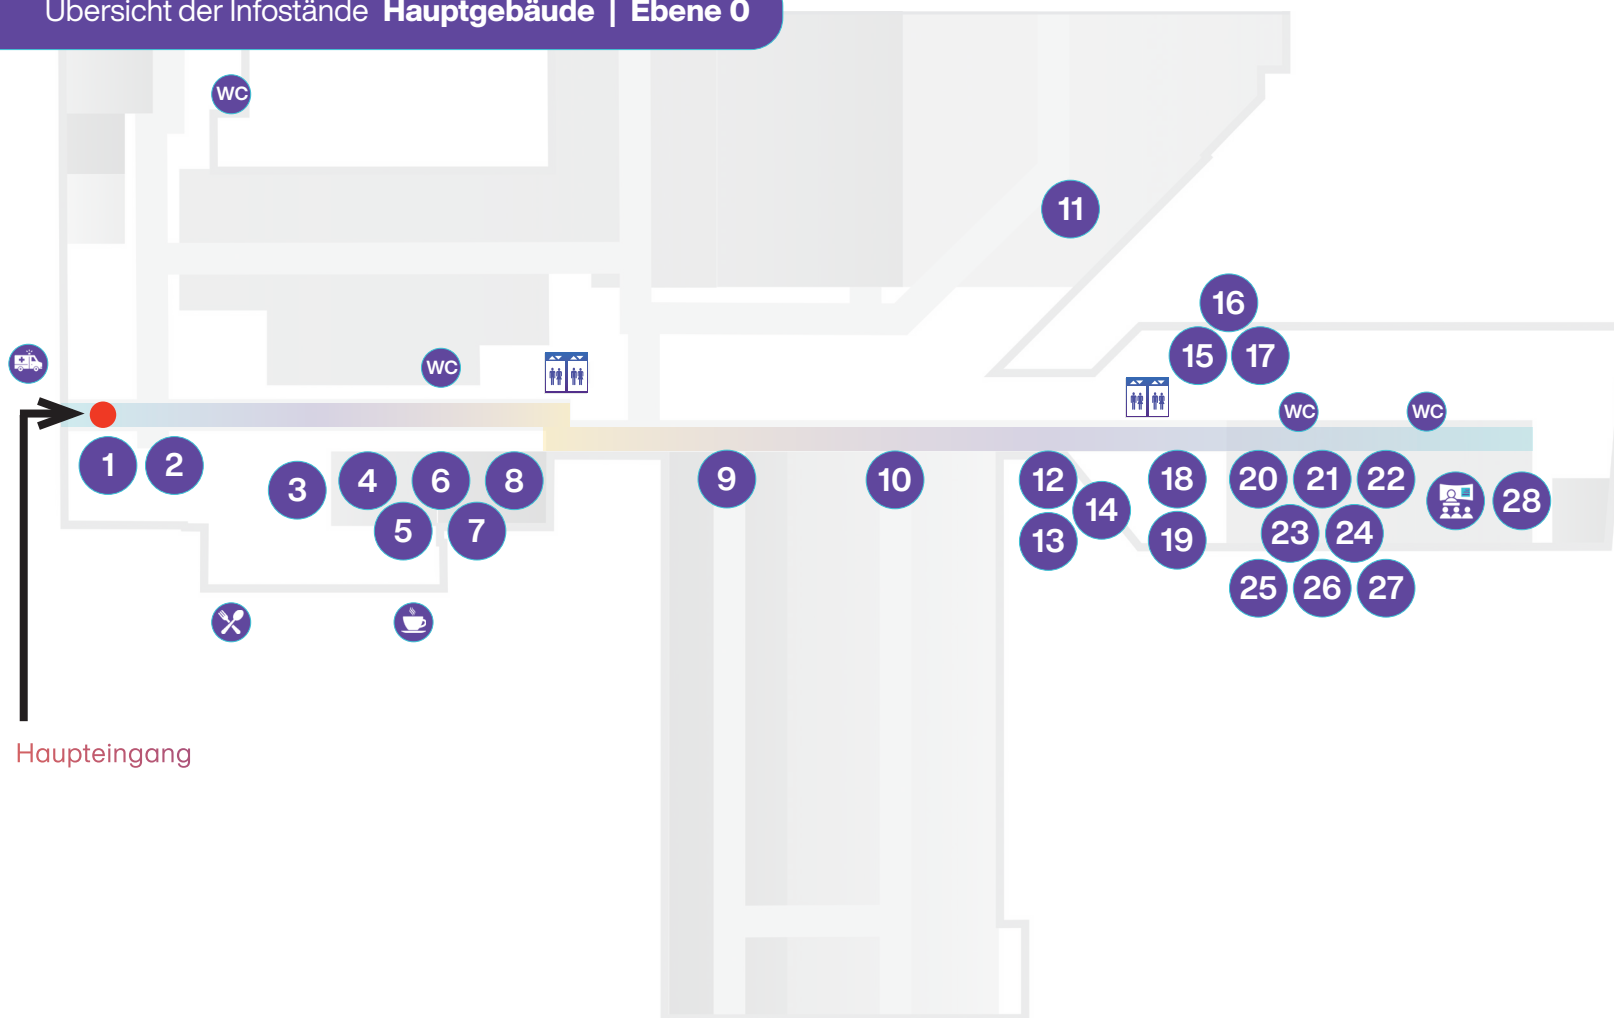 Übersicht der Infostände Hauptgebäude | Ebene 0
WC
11
16
15 17
WC
WC WC
1 2 3 4 6 8 9 10 12 18 20 21 22 28
5 7 14 13 19 23 24
25 26 27
Haupteingang